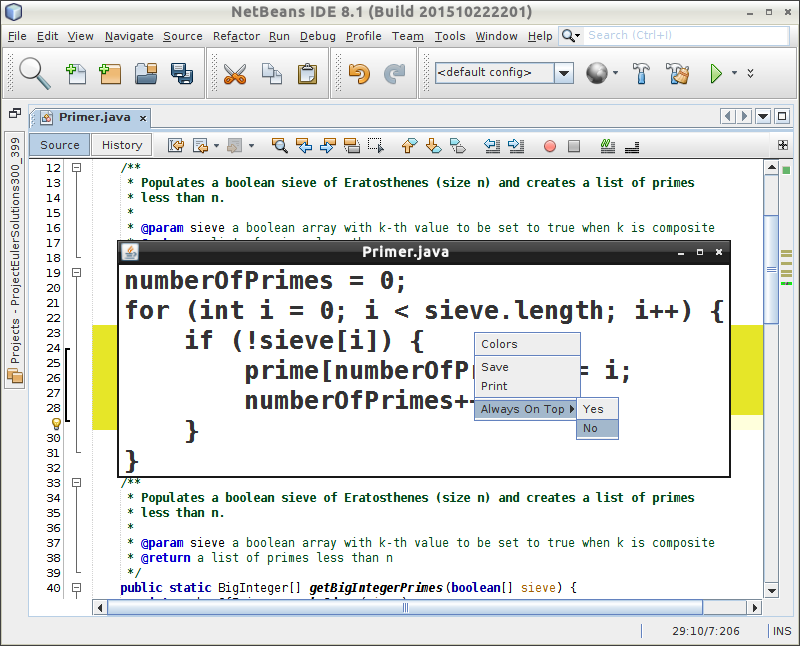 NetBeans IDE 8.1 (Build 201510222201)
File Edit View Navigate Source Refactor Run Debug Profile Team Tools Window Help Search (Ctrl+I)
<default config>
Primer.java
Source History
Projects - ProjectEulerSolutions300_399
12 /**
13 * Populates a boolean sieve of Eratosthenes (size n) and creates a list of primes
14 * less than n.
15 *
16 * @param sieve a boolean array with k-th value to be set to true when k is composite
17
18
19
20
21
22
23
24
25
26
27
28
30
31
32
Primer.java
numberOfPrimes = 0;
for (int i = 0; i < sieve.length; i++) {
if (!sieve[i]) {
= i;
}
}
Colors
Save
Print
Always On Top
Yes
No
33 /**
34 * Populates a boolean sieve of Eratosthenes (size n) and creates a list of primes
35 * less than n.
36 *
37 * @param sieve a boolean array with k-th value to be set to true when k is composite
38 * @return a list of primes less than n
39 */
40 public static BigInteger[] getBigIntegerPrimes(boolean[] sieve) {
29:10/7:206 INS